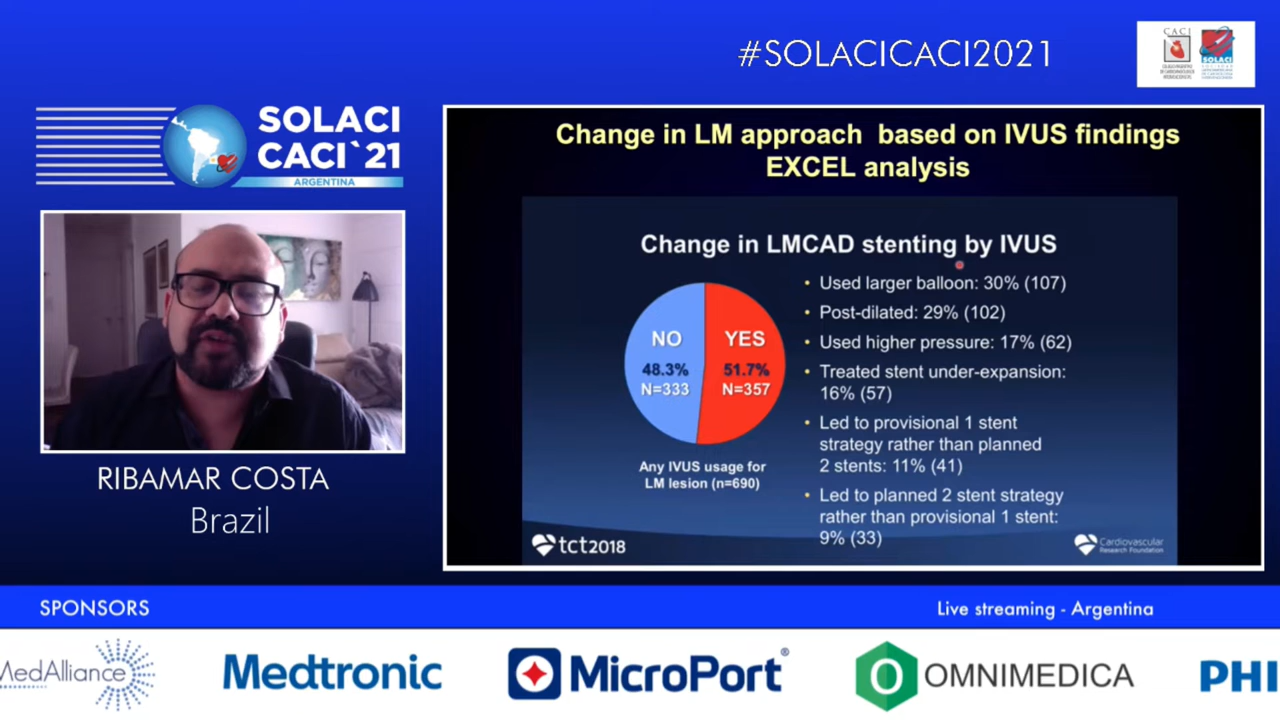 #SOLACICACI2021
CACI
SOLACI
SOLACI
CACI`21
ARGENTINA
RIBAMAR COSTA
Brazil
Change in LM approach based on IVUS findings
EXCEL analysis
Change in LMCAD stenting by IVUS
NO
48.3%
N=333
YES
51.7%
N=357
Any IVUS usage for
LM lesion (n=690)
• Used larger balloon: 30% (107)
• Post-dilated: 29% (102)
• Used higher pressure: 17% (62)
• Treated stent under-expansion:
16% (57)
• Led to provisional 1 stent
strategy rather than planned
2 stents: 11% (41)
• Led to planned 2 stent strategy
rather than provisional 1 stent:
9% (33)
tct2018
Cardiovascular
Research Foundation
SPONSORS
Live streaming - Argentina
MedAlliance
Medtronic
MicroPort®
OMNIMEDICA
PHI